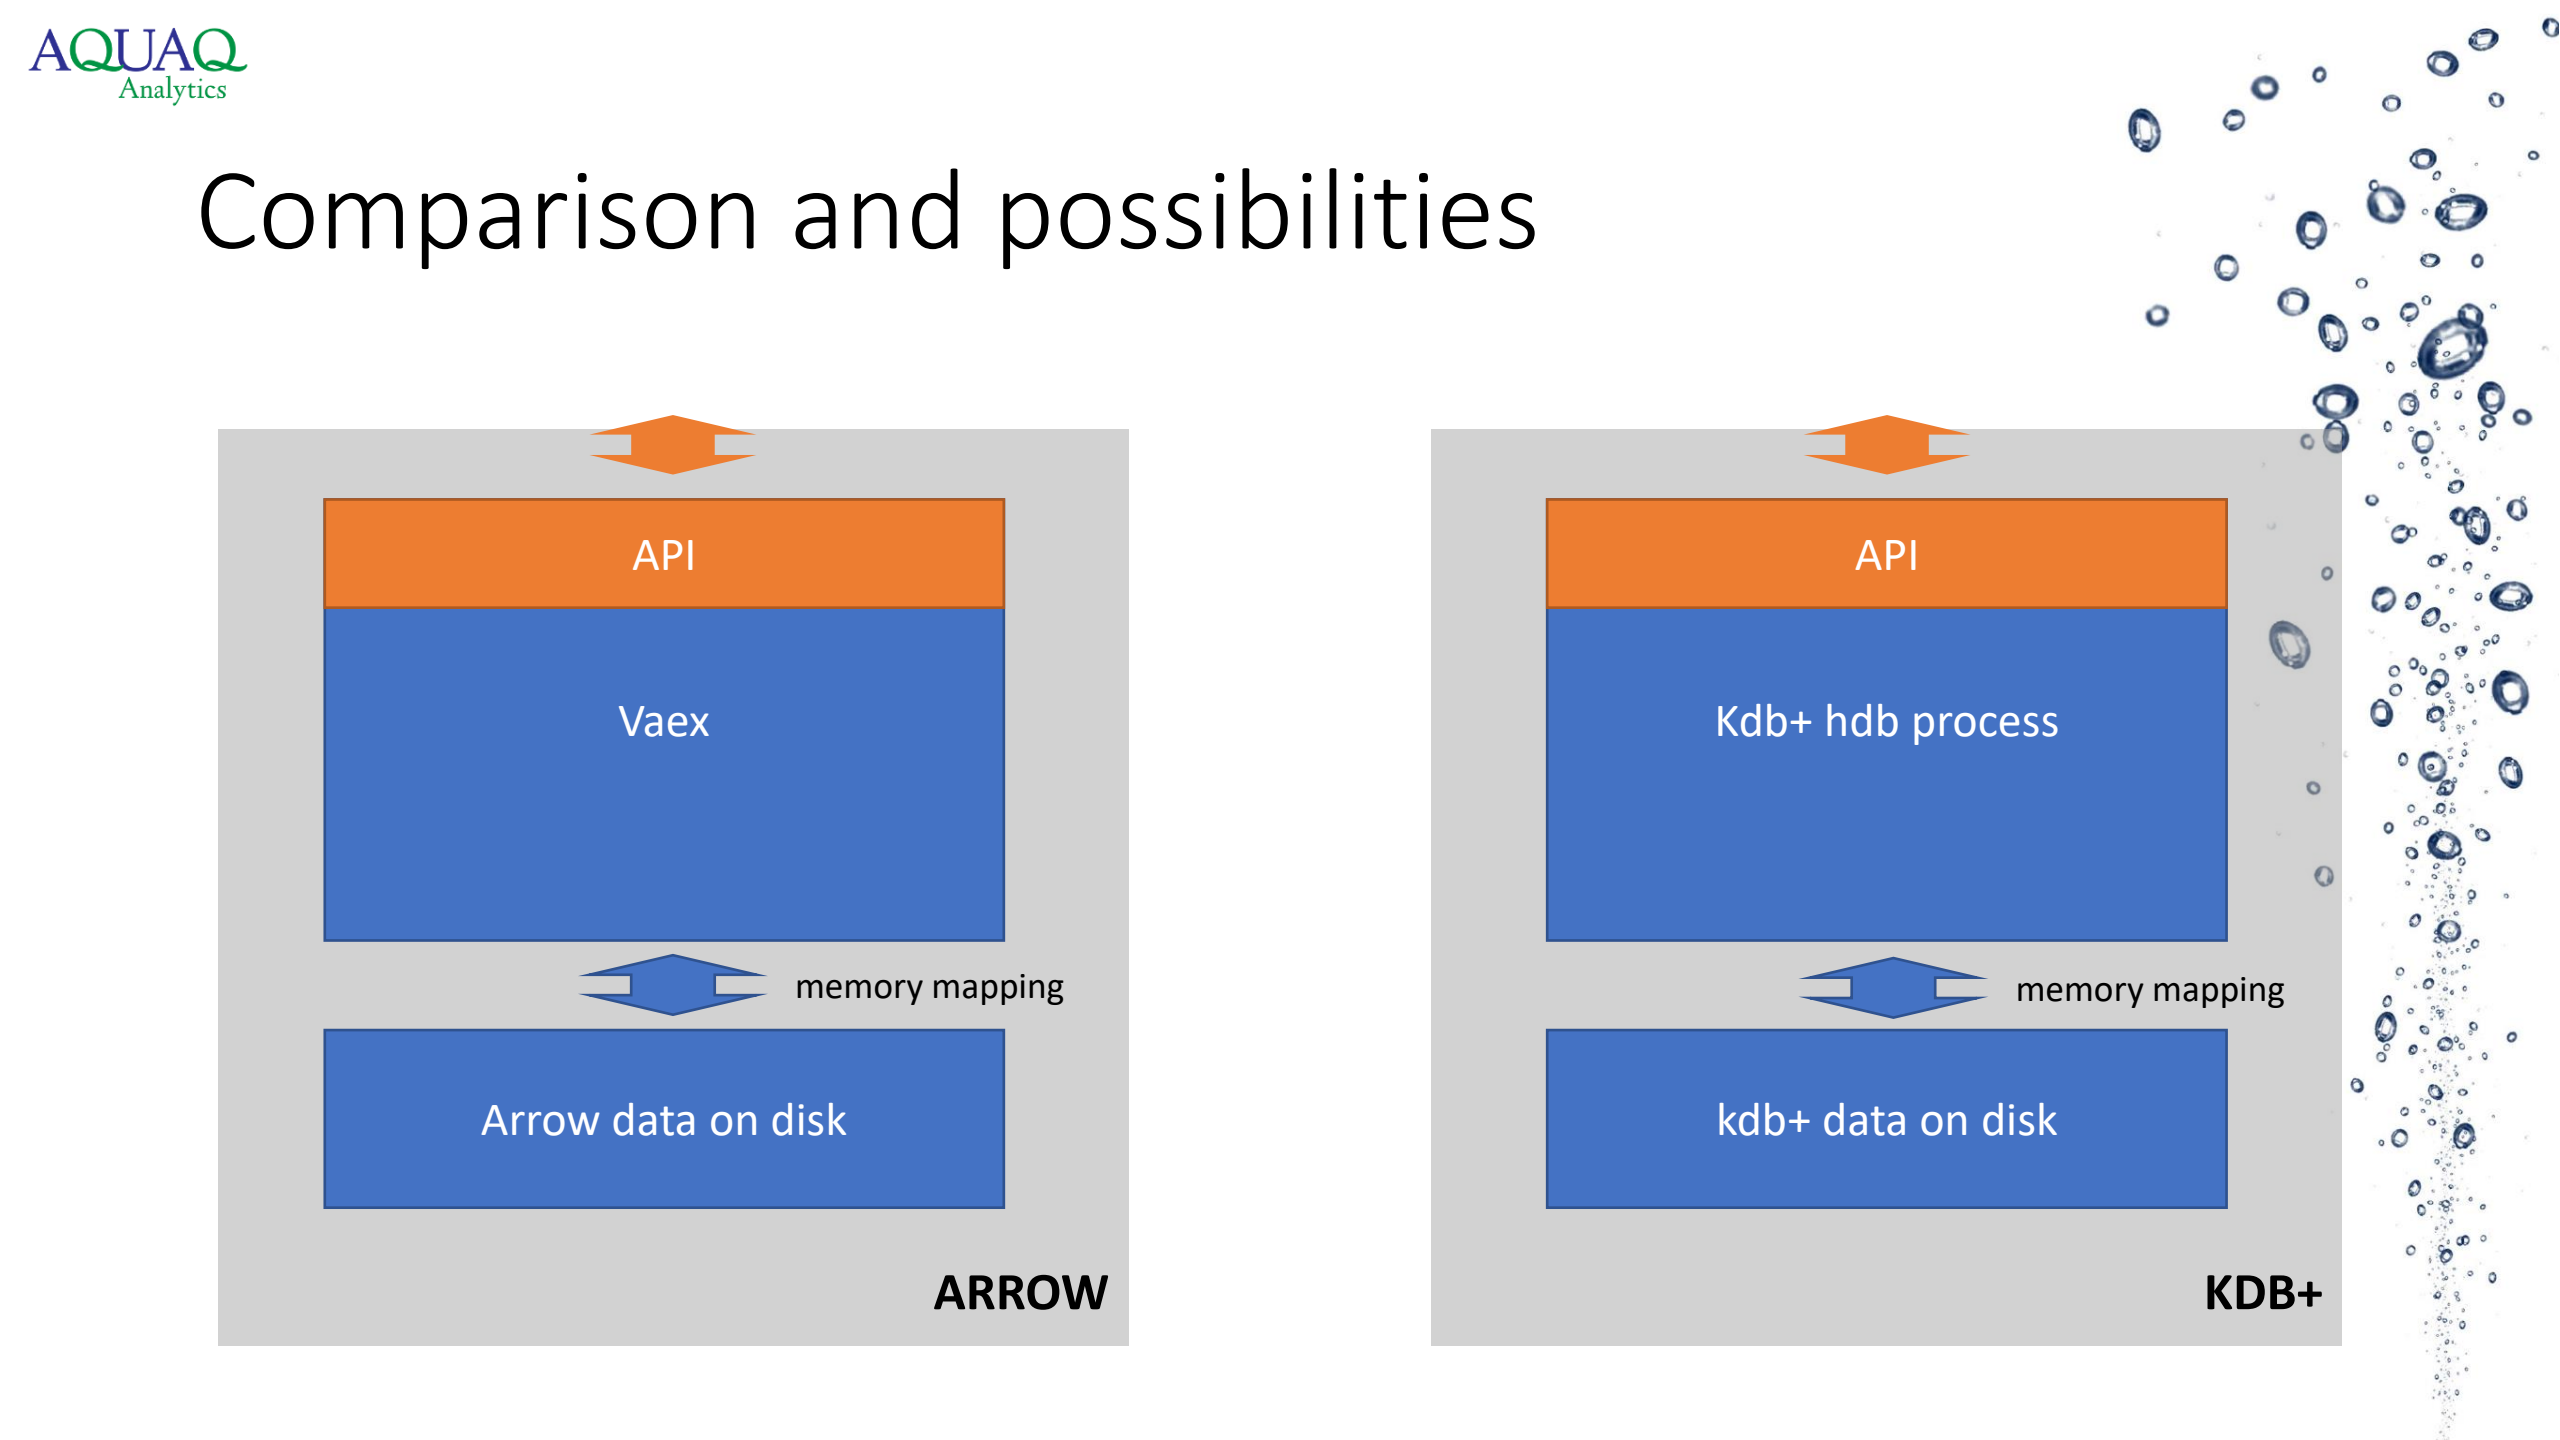 AQUAQ
Analytics
Comparison and possibilities
API
Vaex
memory mapping
Arrow data on disk
ARROW
API
Kdb+ hdb process
memory mapping
kdb+ data on disk
KDB+